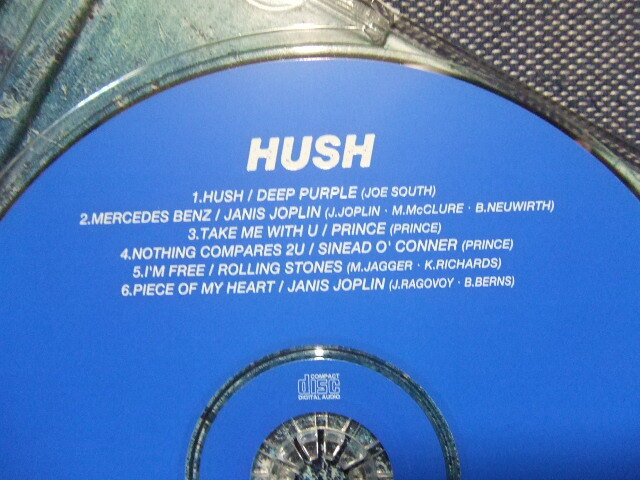 HUSH
1.HUSH / DEEP PURPLE (JOE SOUTH)
2.MERCEDES BENZ / JANIS JOPLIN (J.JOPLIN · M.McCLURE · B.NEUWIRTH)
3.TAKE ME WITH U / PRINCE (PRINCE)
4.NOTHING COMPARES 2U / SINEAD O' CONNER (PRINCE)
5.I'M FREE / ROLLING STONES (M.JAGGER · K.RICHARDS)
6.PIECE OF MY HEART / JANIS JOPLIN (J.RAGOVOY · B.BERNS)
COMPACT
disc
DIGITAL AUDIO